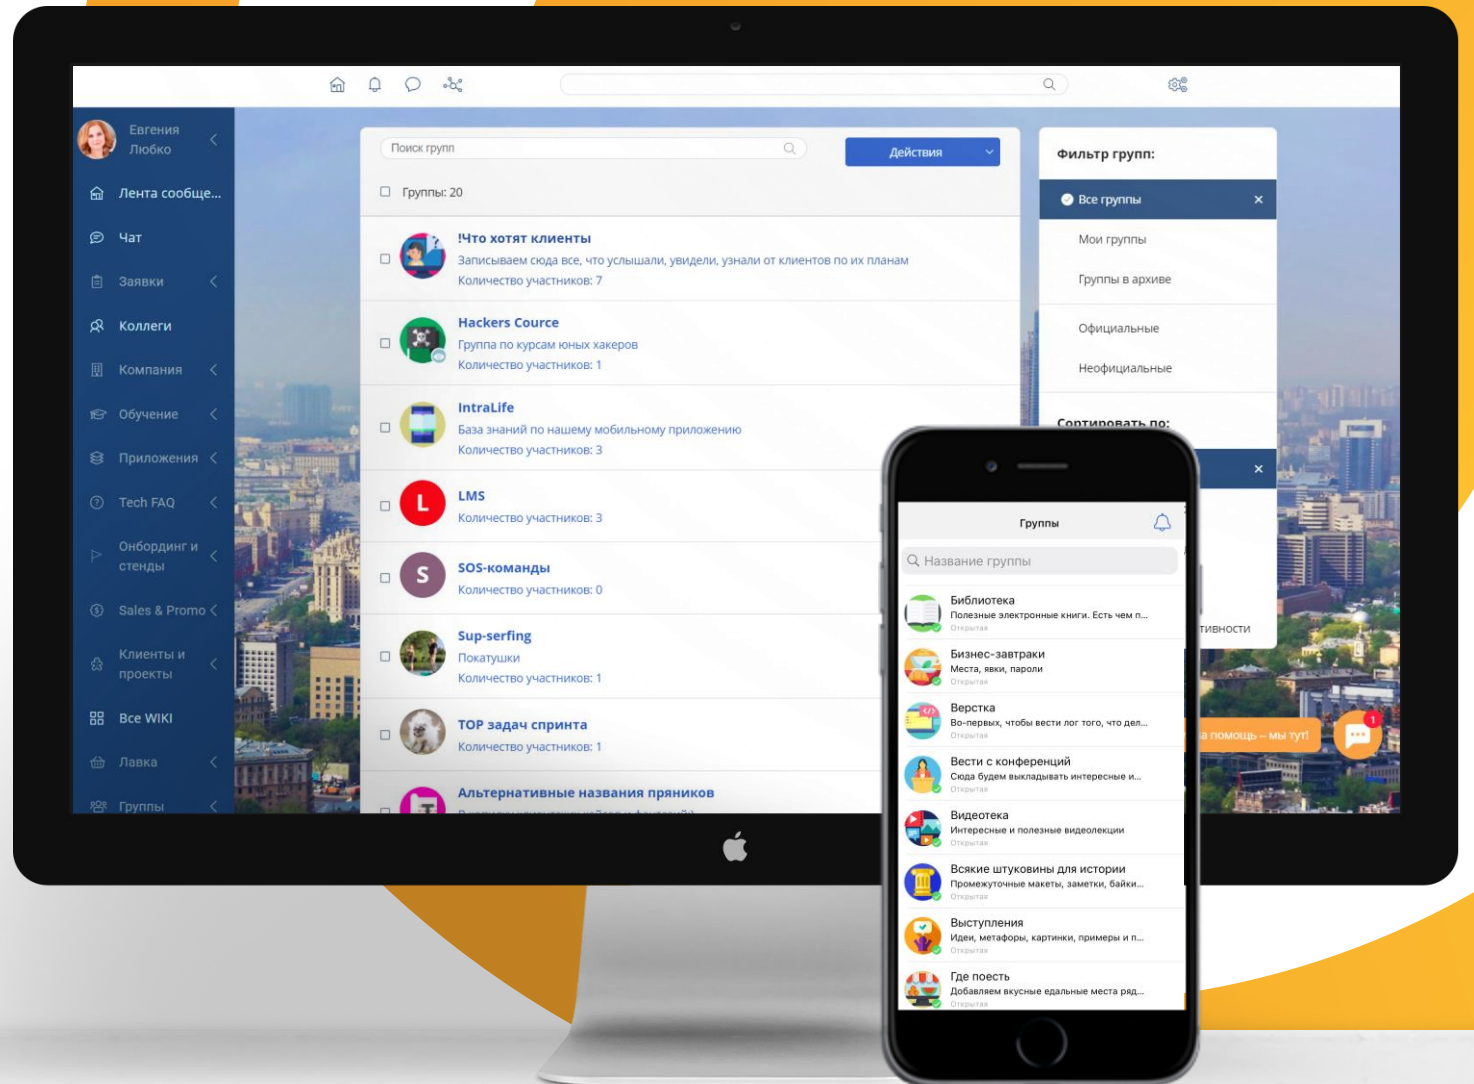 Евгения
Любко
Лента сообще...
Чат
Заявки
Коллеги
Компания
Обучение
Приложения
Tech FAQ
Онбординг и
стенды
Sales & Promo
Клиенты и
проекты
Все WIKI
Лавка
Группы
Поиск групп
Действия
Группы: 20
!Что хотят клиенты
Записываем сюда все, что услышали, увидели, узнали от клиентов по их планам
Количество участников: 7
Hackers Cource
Группа по курсам юных хакеров
Количество участников: 1
IntraLife
База знаний по нашему мобильному приложению
Количество участников: 3
L
LMS
Количество участников: 3
S
SOS-команды
Количество участников: 0
Sup-serfing
Покатушки
Количество участников: 1
TOP задач спринта
Количество участников: 1
Альтернативные названия пряников
Фильтр групп:
Все группы
Мои группы
Группы в архиве
Официальные
Неофициальные
Сортировать по:
тивности
а помощь – мы тут!
1
Группы
Название группы
Библиотека
Полезные электронные книги. Есть чем п...
Открытая
Бизнес-завтраки
Места, явки, пароли
Открытая
Верстка
Во-первых, чтобы вести лог того, что дел...
Открытая
Вести с конференций
Сюда будем выкладывать интересные и...
Открытая
Видеотека
Интересные и полезные видеолекции
Открытая
Всякие штуковины для истории
Промежуточные макеты, заметки, байки...
Открытая
Выступления
Идеи, метафоры, картинки, примеры и п...
Открытая
Где поесть
Добавляем вкусные едальные места ряд...
Открытая